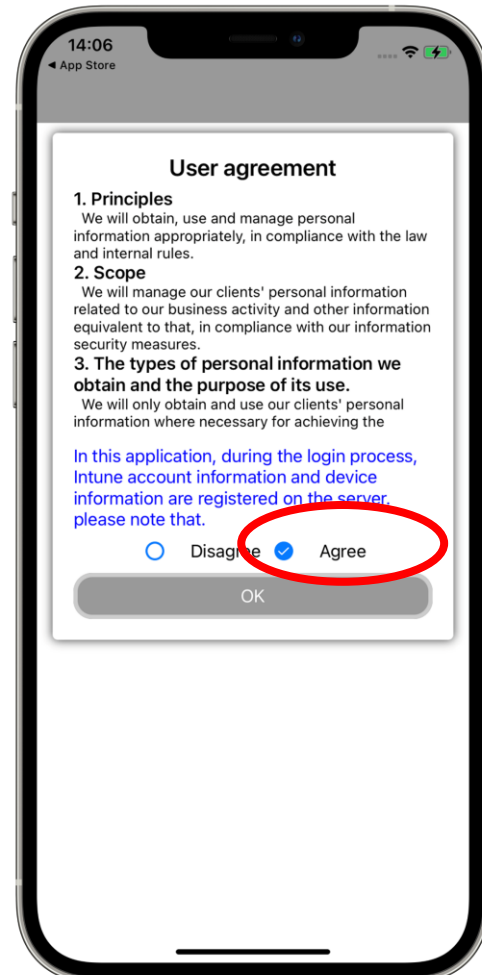 14:06
◀ App Store
User agreement
1. Principles
We will obtain, use and manage personal
information appropriately, in compliance with the law
and internal rules.
2. Scope
We will manage our clients' personal information
related to our business activity and other information
equivalent to that, in compliance with our information
security measures.
3. The types of personal information we
obtain and the purpose of its use.
We will only obtain and use our clients' personal
information where necessary for achieving the
In this application, during the login process,
Intune account information and device
information are registered on the server,
please note that.
Disagree Agree
OK